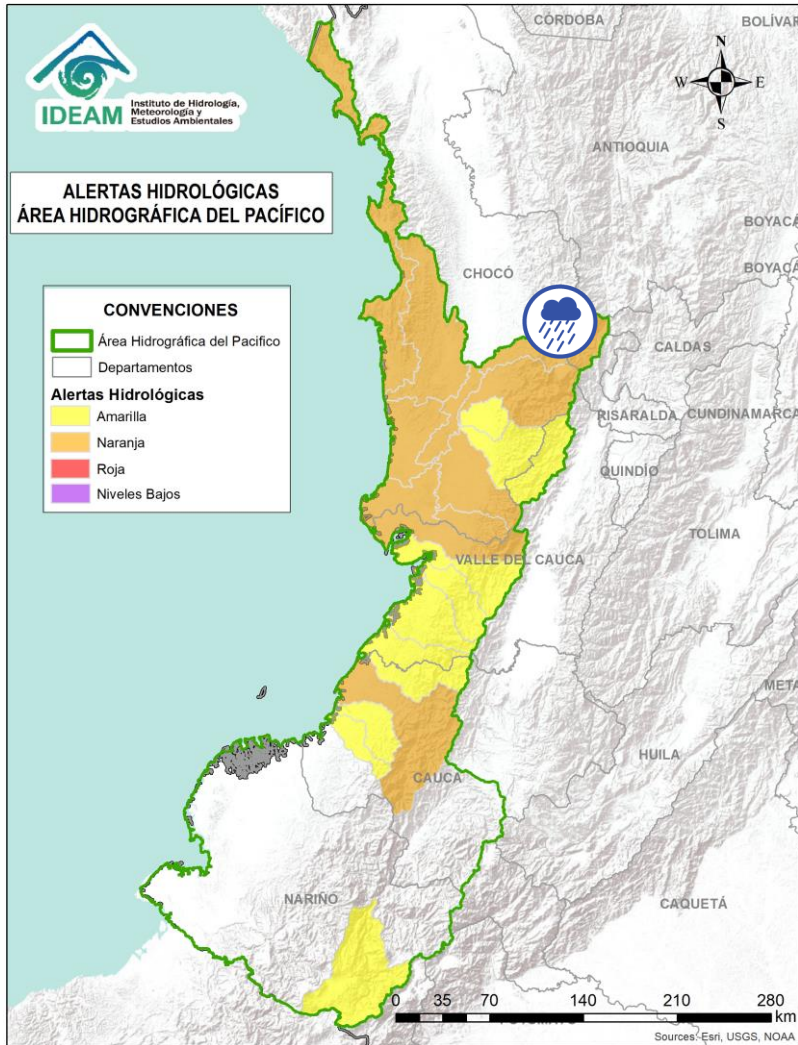 CÓRDOBA
BOLÍVAR
IDEAM
Instituto de Hidrología,
Meteorología y
Estudios Ambientales
N
W
E
S
ANTIOQUIA
ALERTAS HIDROLÓGICAS
ÁREA HIDROGRÁFICA DEL PACÍFICO
BOYACÁ
CHOCÓ
BOYACÁ
CONVENCIONES
Área Hidrográfica del Pacifico
Departamentos
Alertas Hidrológicas
Amarilla
Naranja
Roja
Niveles Bajos
CALDAS
RISARALDA
CUNDINAMARCA
QUINDÍO
TOLIMA
VALLE DEL CAUCA
META
HUILA
CAUCA
NARIÑO
CAQUETÁ
0 35 70 140 210 280
km
Sources: Esri, USGS, NOAA